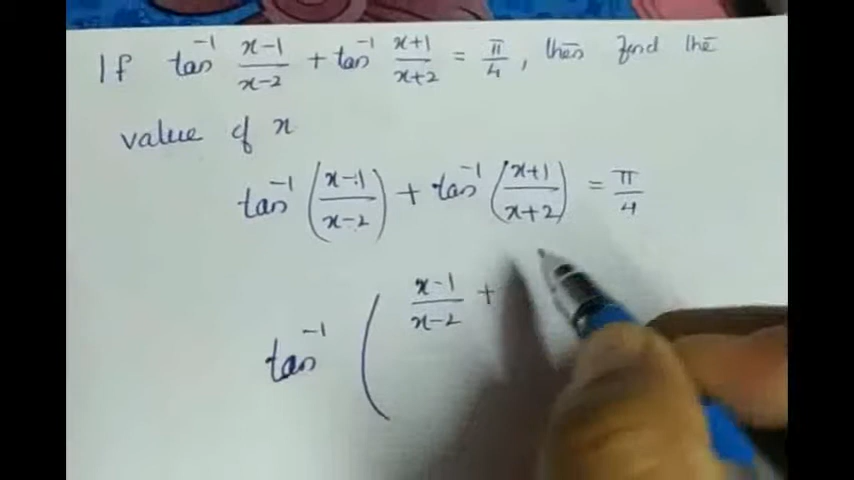 If tan⁻¹ (x-1)/(x-2) + tan⁻¹ (x+1)/(x+2) = π/4, then find the
value of x
tan⁻¹ ((x-1)/(x-2)) + tan⁻¹ ((x+1)/(x+2)) = π/4
tan⁻¹ ( (x-1)/(x-2) +